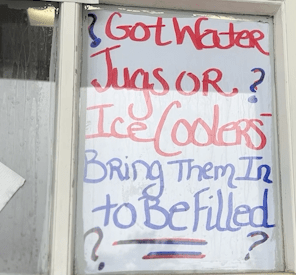 ? Got Water
Jugs OR ?
Ice Coolers
Bring Them In
to Be Filled
? ?